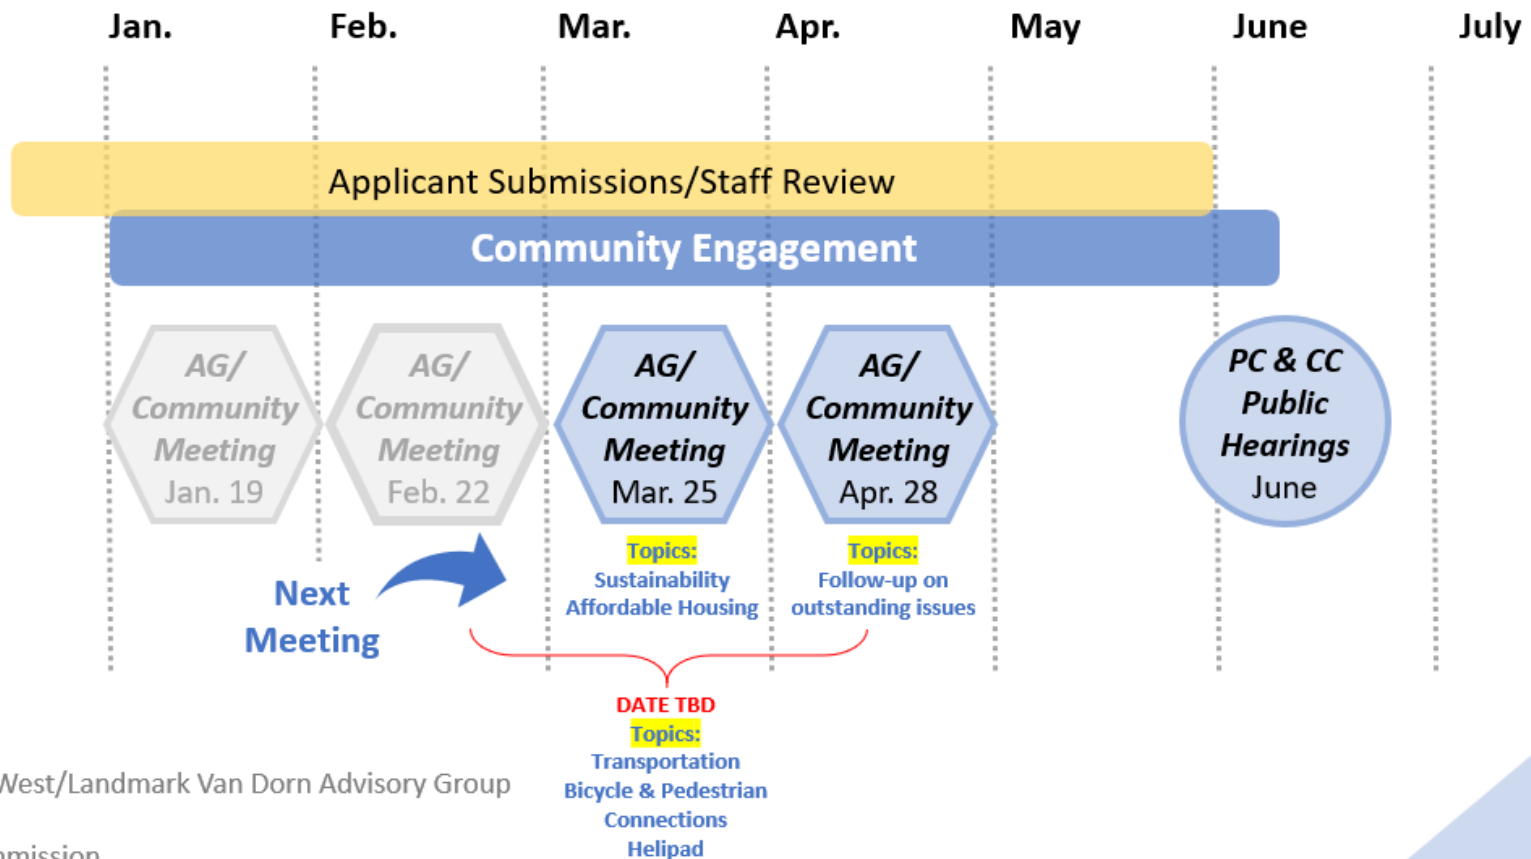 Jan. Feb. Mar. Apr. May June July
Applicant Submissions/Staff Review
Community Engagement
AG/
Community
Meeting
Jan. 19
AG/
Community
Meeting
Feb. 22
AG/
Community
Meeting
Mar. 25
AG/
Community
Meeting
Apr. 28
PC & CC
Public
Hearings
June
Next
Meeting
Topics:
Sustainability
Affordable Housing
Topics:
Follow-up on
outstanding issues
DATE TBD
Topics:
Transportation
Bicycle & Pedestrian
Connections
Helipad
West/Landmark Van Dorn Advisory Group